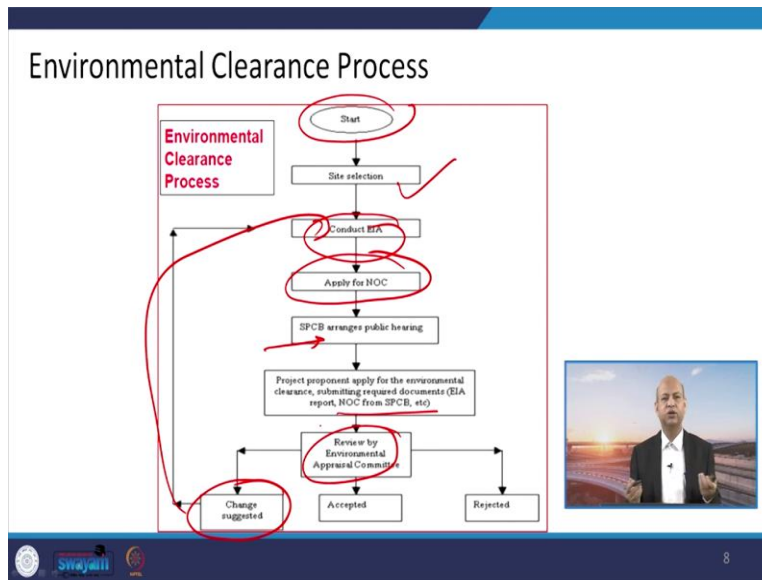 Environmental Clearance Process
Environmental
Clearance
Process
Start
Site selection
Conduct EIA
Apply for NOC
SPCB arranges public hearing
Project proponent apply for the environmental
clearance, submitting required documents (EIA
report, NOC from SPCB, etc)
Review by
Environmental
Appraisal Committe
Change
suggested
Accepted
Rejected
swayam
8